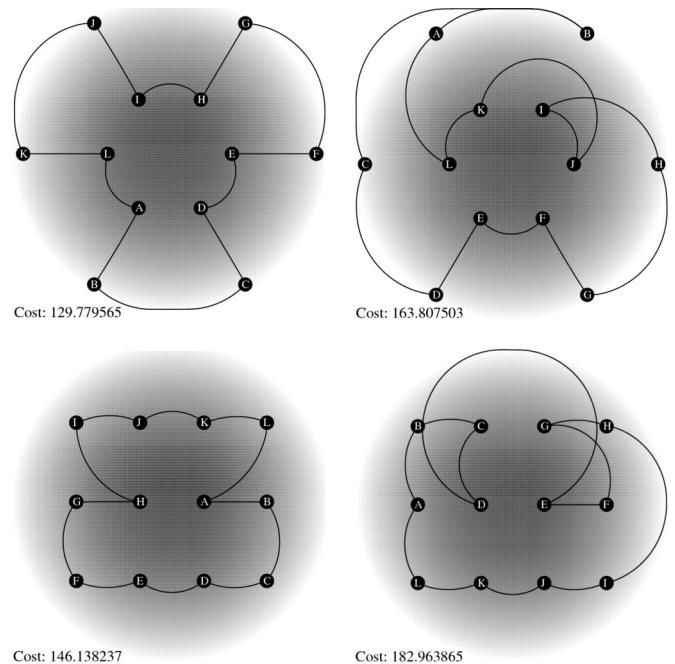 J G
I H
K L E F
A D
B C
Cost: 129.779565
A B
K I
C L J H
E F
D G
Cost: 163.807503
I J K L
G H A B
F E D C
Cost: 146.138237
B C G H
A D E F
L K J I
Cost: 182.963865